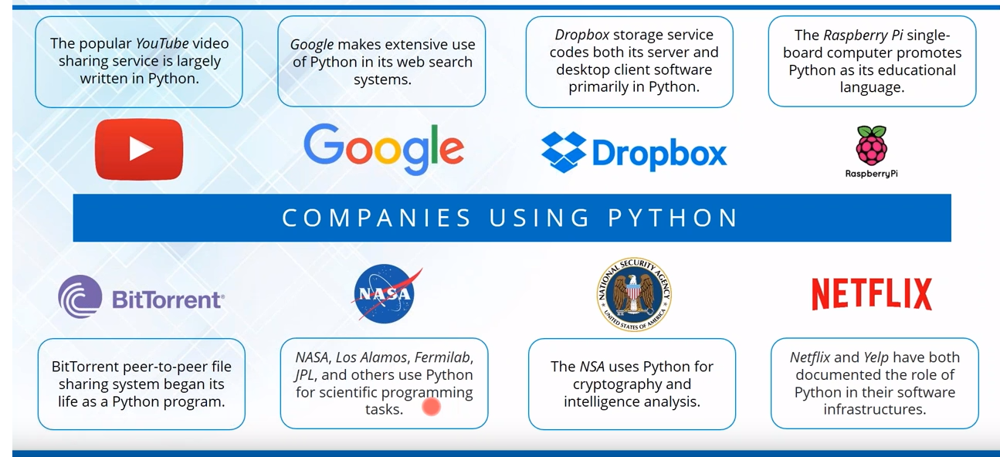 The popular YouTube video
sharing service is largely
written in Python.
Google makes extensive use
of Python in its web search
systems.
Dropbox storage service
codes both its server and
desktop client software
primarily in Python.
The Raspberry Pi single-
board computer promotes
Python as its educational
language.
Google
Dropbox
RaspberryPi
COMPANIES USING PYTHON
BitTorrent®
NASA
NATIONAL SECURITY AGENCY
UNITED STATES OF AMERICA
NETFLIX
BitTorrent peer-to-peer file
sharing system began its
life as a Python program.
NASA, Los Alamos, Fermilab,
JPL, and others use Python
for scientific programming
tasks.
The NSA uses Python for
cryptography and
intelligence analysis.
Netflix and Yelp have both
documented the role of
Python in their software
infrastructures.